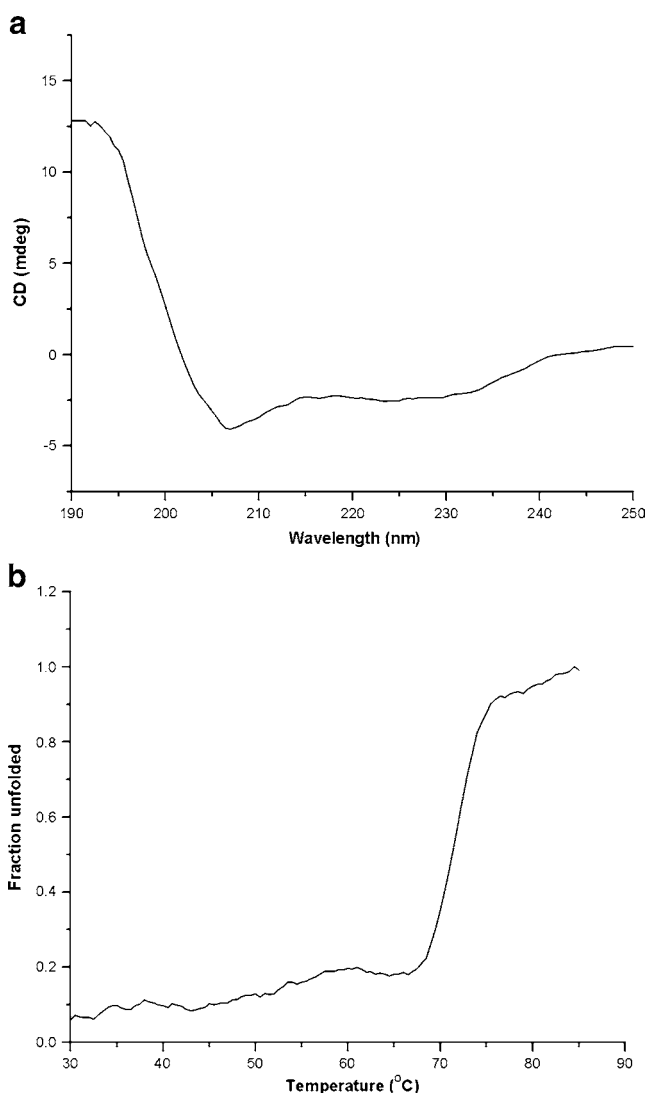 a
15
10
5
0
-5
CD (mdeg)
190 200 210 220 230 240 250
Wavelength (nm)
b
1.2
1.0
0.8
0.6
0.4
0.2
0.0
Fraction unfolded
30 40 50 60 70 80 90
Temperature (°C)